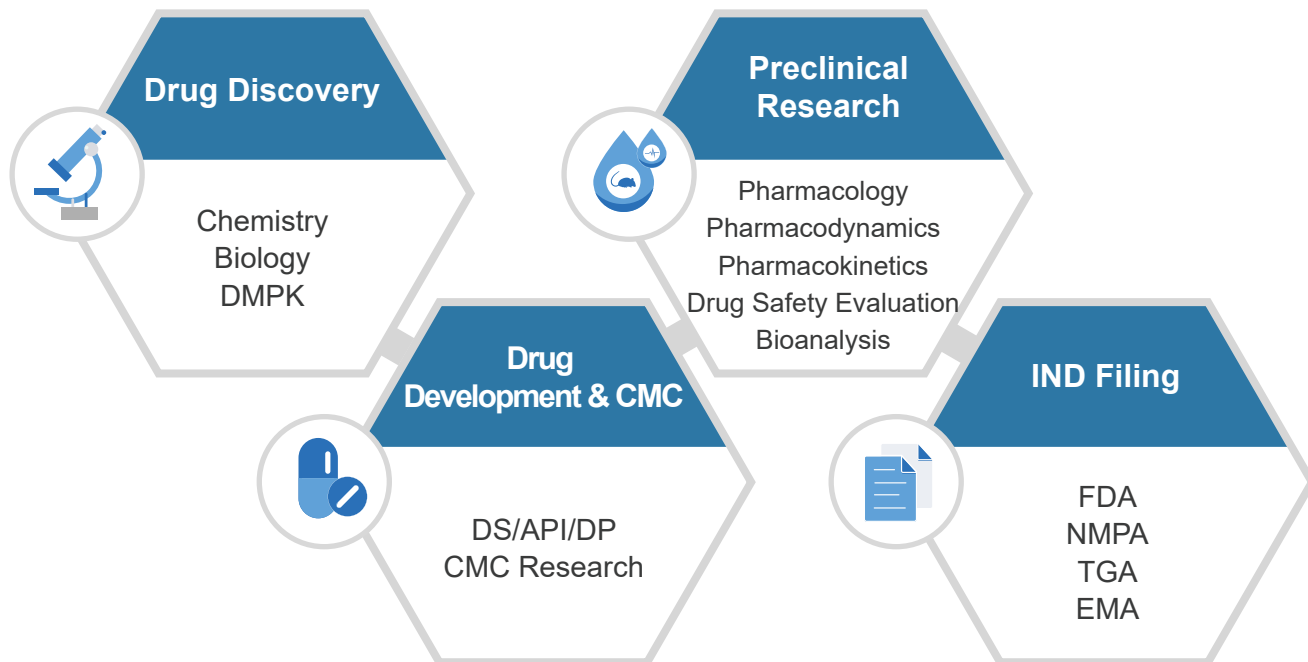 Drug Discovery
Chemistry
Biology
DMPK
Drug
Development & CMC
DS/API/DP
CMC Research
Preclinical
Research
Pharmacology
Pharmacodynamics
Pharmacokinetics
Drug Safety Evaluation
Bioanalysis
IND Filing
FDA
NMPA
TGA
EMA